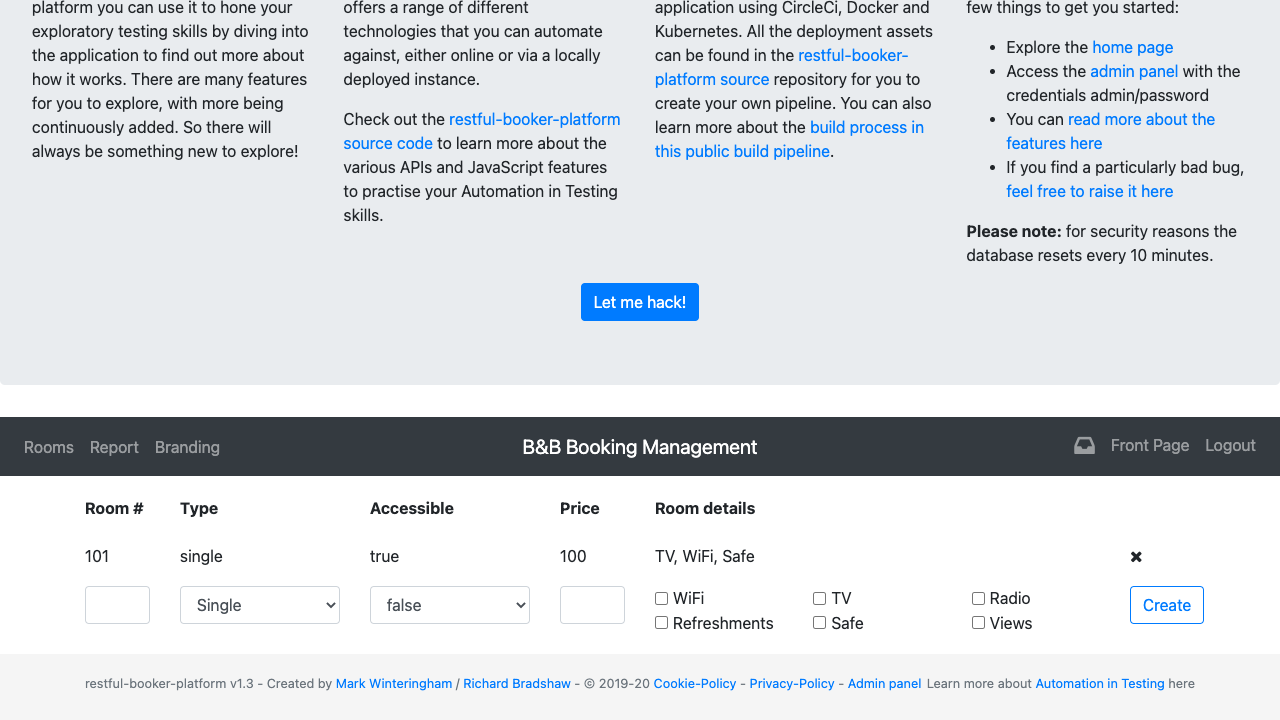 platform you can use it to hone your
exploratory testing skills by diving into
the application to find out more about
how it works. There are many features
for you to explore, with more being
continuously added. So there will
always be something new to explore!
offers a range of different
technologies that you can automate
against, either online or via a locally
deployed instance.
Check out the restful-booker-platform
source code to learn more about the
various APIs and JavaScript features
to practise your Automation in Testing
skills.
application using CircleCi, Docker and
Kubernetes. All the deployment assets
can be found in the restful-booker-
platform source repository for you to
create your own pipeline. You can also
learn more about the build process in
this public build pipeline.
few things to get you started:
• Explore the home page
• Access the admin panel with the
credentials admin/password
• You can read more about the
features here
• If you find a particularly bad bug,
feel free to raise it here
Please note: for security reasons the
database resets every 10 minutes.
Let me hack!
Rooms Report Branding B&B Booking Management Front Page Logout
Room # Type Accessible Price Room details
101 single true 100 TV, WiFi, Safe
Single false WiFi TV Radio Create
Refreshments Safe Views
restful-booker-platform v1.3 - Created by Mark Winteringham / Richard Bradshaw - © 2019-20 Cookie-Policy - Privacy-Policy - Admin panel Learn more about Automation in Testing here